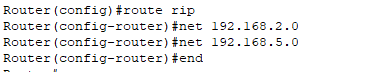 Router(config)#route rip
Router(config-router)#net 192.168.2.0
Router(config-router)#net 192.168.5.0
Router(config-router)#end